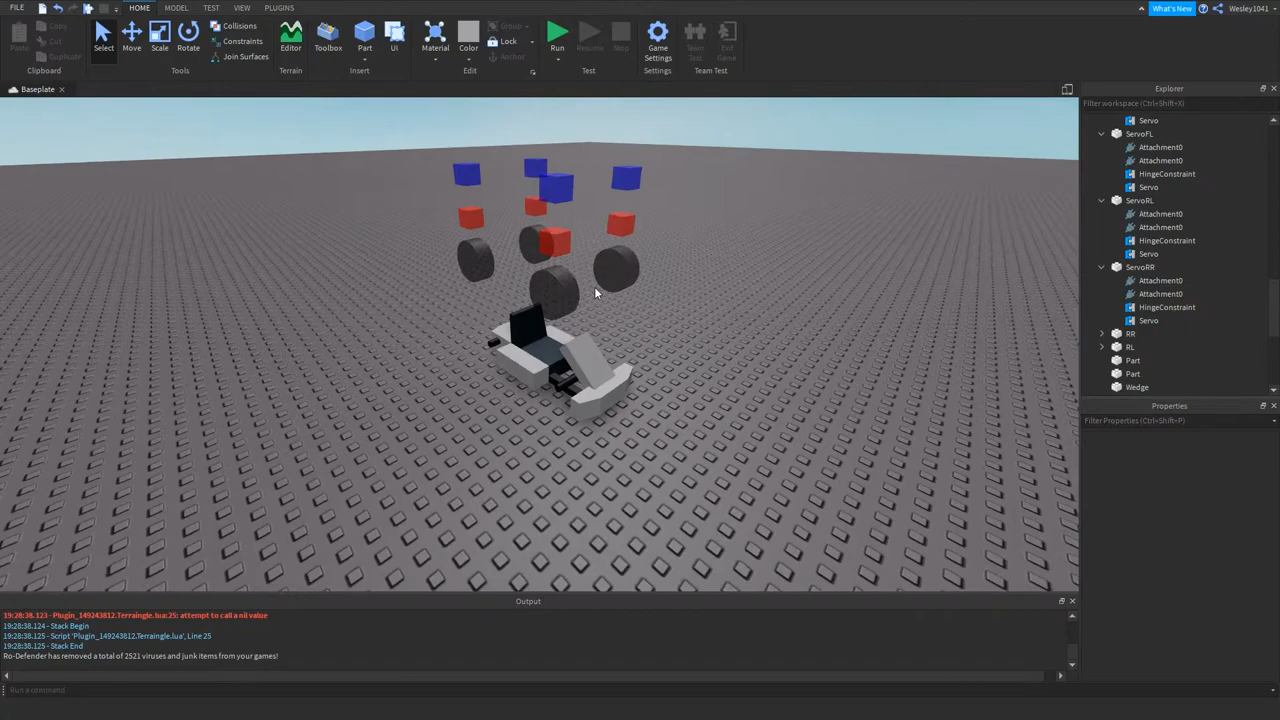 FILE HOME MODEL TEST VIEW PLUGINS What's New Wesley1041
Paste Copy Cut Duplicate Select Move Scale Rotate Collisions Constraints Join Surfaces Editor Toolbox Part UI Material Color Group Lock Anchor Run Resume Stop Game Settings Team Test Exit Game
Clipboard Tools Terrain Insert Edit Test Settings Team Test
Baseplate
Explorer
Filter workspace (Ctrl+Shift+X)
Servo
ServoFL
Attachment0
Attachment0
HingeConstraint
Servo
ServoRL
Attachment0
Attachment0
HingeConstraint
Servo
ServoRR
Attachment0
Attachment0
HingeConstraint
Servo
RR
RL
Part
Part
Wedge
Properties
Filter Properties (Ctrl+Shift+P)
Output
19:28:38.123 - Plugin_149243812.Terraingle.lua:25: attempt to call a nil value
19:28:38.124 - Stack Begin
19:28:38.125 - Script 'Plugin_149243812.Terraingle.lua', Line 25
19:28:38.125 - Stack End
Ro-Defender has removed a total of 2521 viruses and junk items from your games!
Run a command